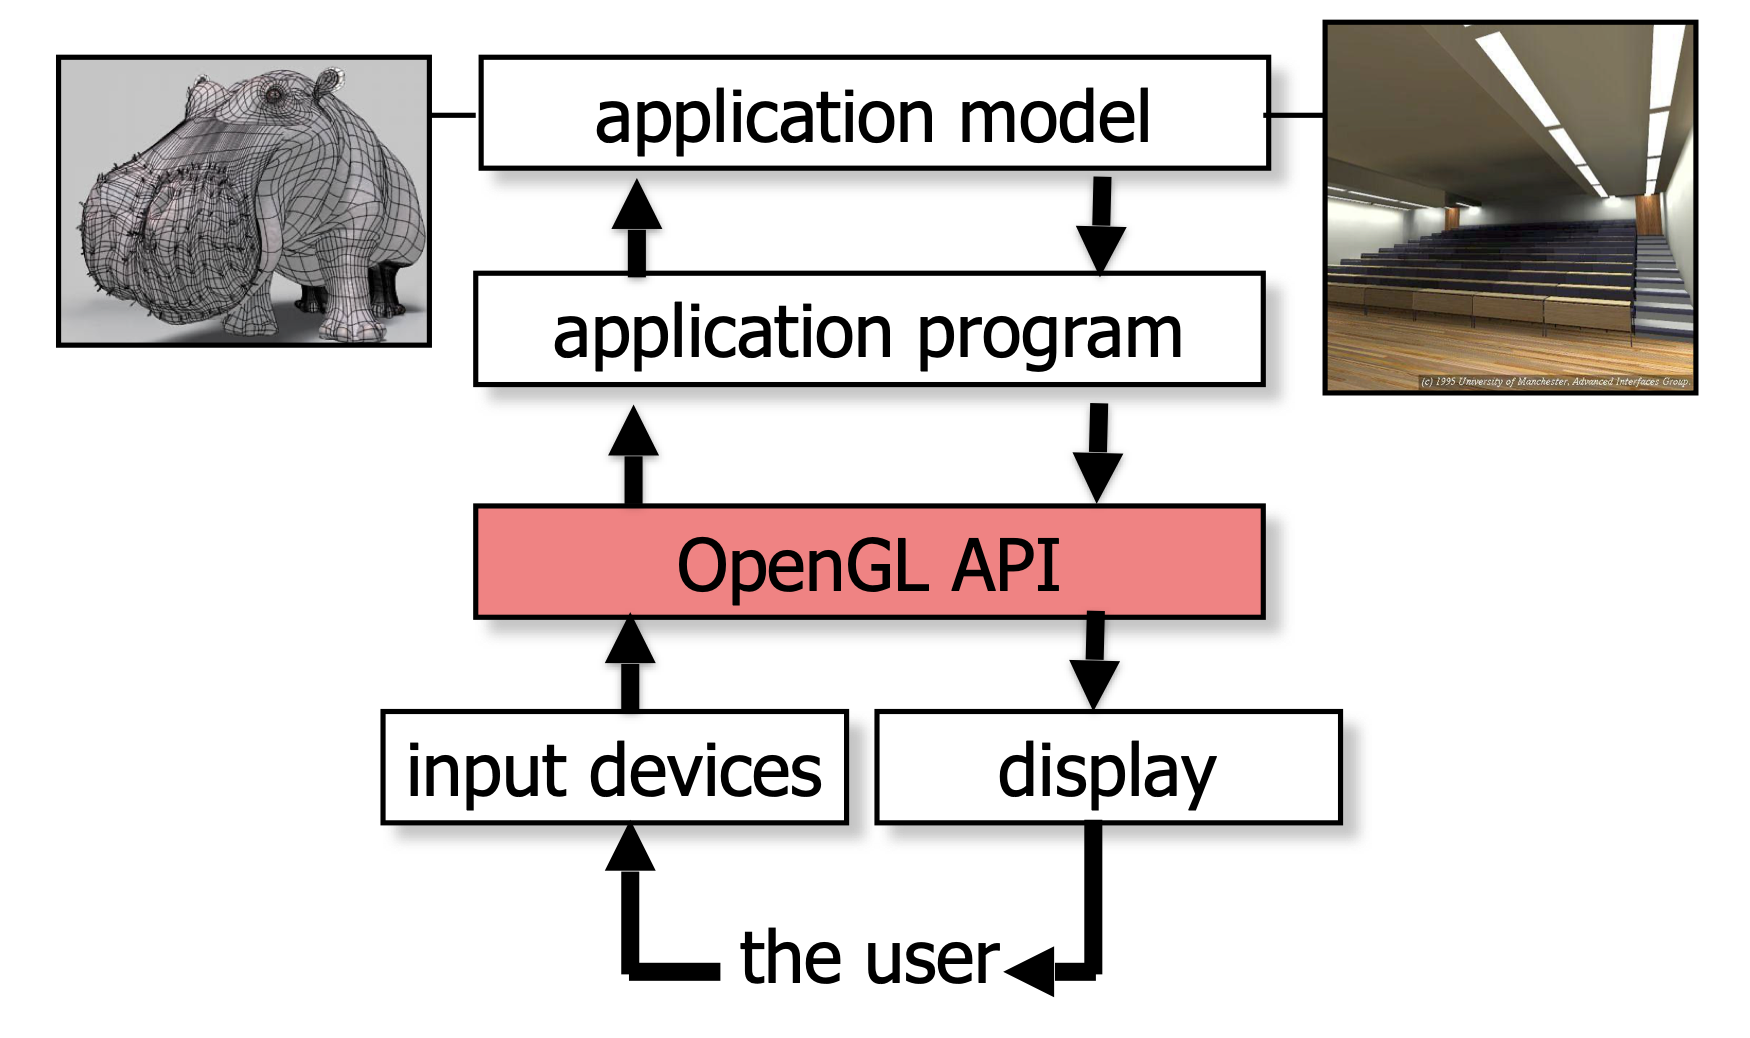 application model
application program
(c) 1995 University of Manchester, Advanced Interfaces Group
OpenGL API
input devices
display
the user